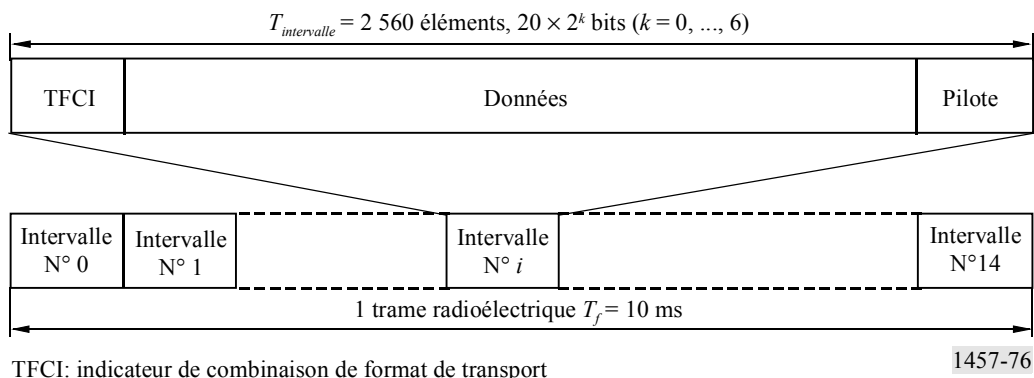 T_intervalle = 2 560 éléments, 20 × 2^k bits (k = 0, ..., 6)
TFCI
Données
Pilote
Intervalle
N° 0
Intervalle
N° 1
Intervalle
N° i
Intervalle
N°14
1 trame radioélectrique T_f = 10 ms
TFCI: indicateur de combinaison de format de transport
1457-76